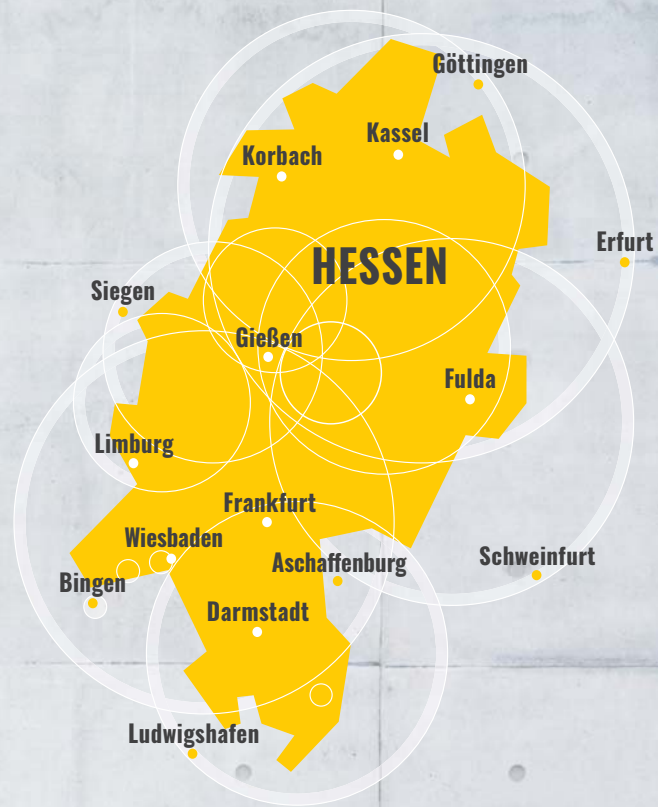 Göttingen
Kassel
Korbach
Erfurt
HESSEN
Siegen
Gießen
Fulda
Limburg
Frankfurt
Wiesbaden
Aschaffenburg
Schweinfurt
Bingen
Darmstadt
Ludwigshafen